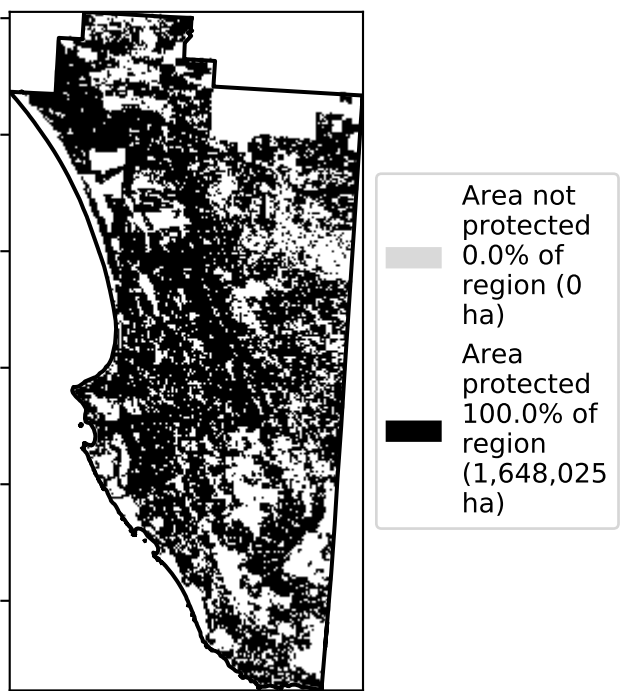 Area not
protected
0.0% of
region (0
ha)
Area
protected
100.0% of
region
(1,648,025
ha)